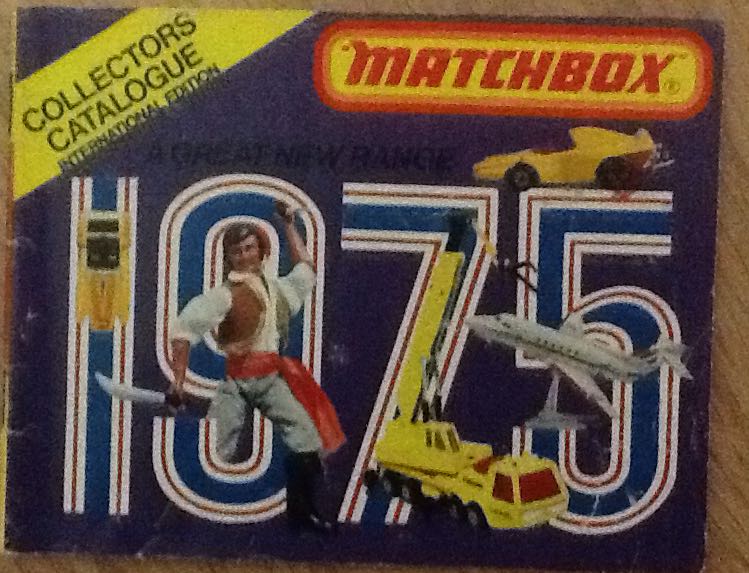 COLLECTORS
CATALOGUE
INTERNATIONAL EDITION
MATCHBOX®
A GREAT NEW RANGE
1975